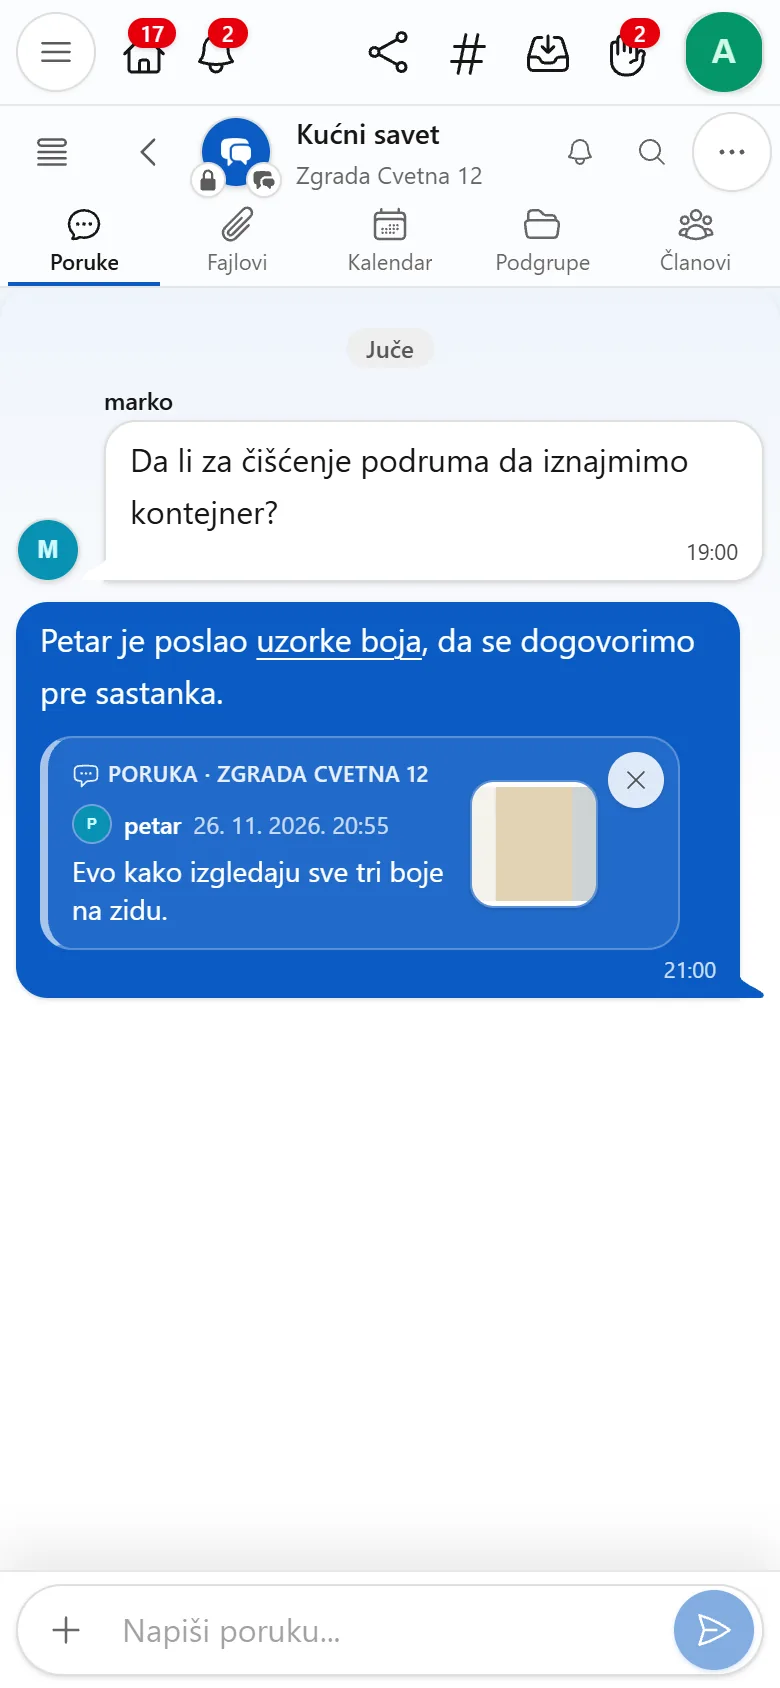 17
2
2
A
Kućni savet
Zgrada Cvetna 12
Poruke
Fajlovi
Kalendar
Podgrupe
Članovi
Juče
marko
Da li za čišćenje podruma da iznajmimo
kontejner?
19:00
M
Petar je poslao uzorke boja, da se dogovorimo
pre sastanka.
PORUKA · ZGRADA CVETNA 12
P
petar 26. 11. 2026. 20:55
Evo kako izgledaju sve tri boje
na zidu.
21:00
Napiši poruku...